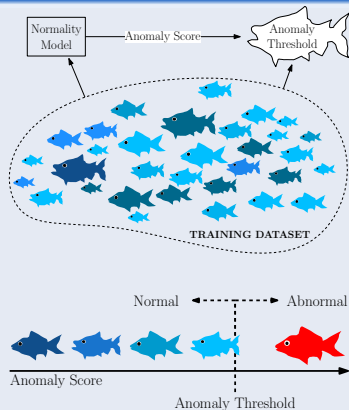 Normality
Model
Anomaly Score
Anomaly
Threshold
TRAINING DATASET
Normal
Abnormal
Anomaly Score
Anomaly Threshold